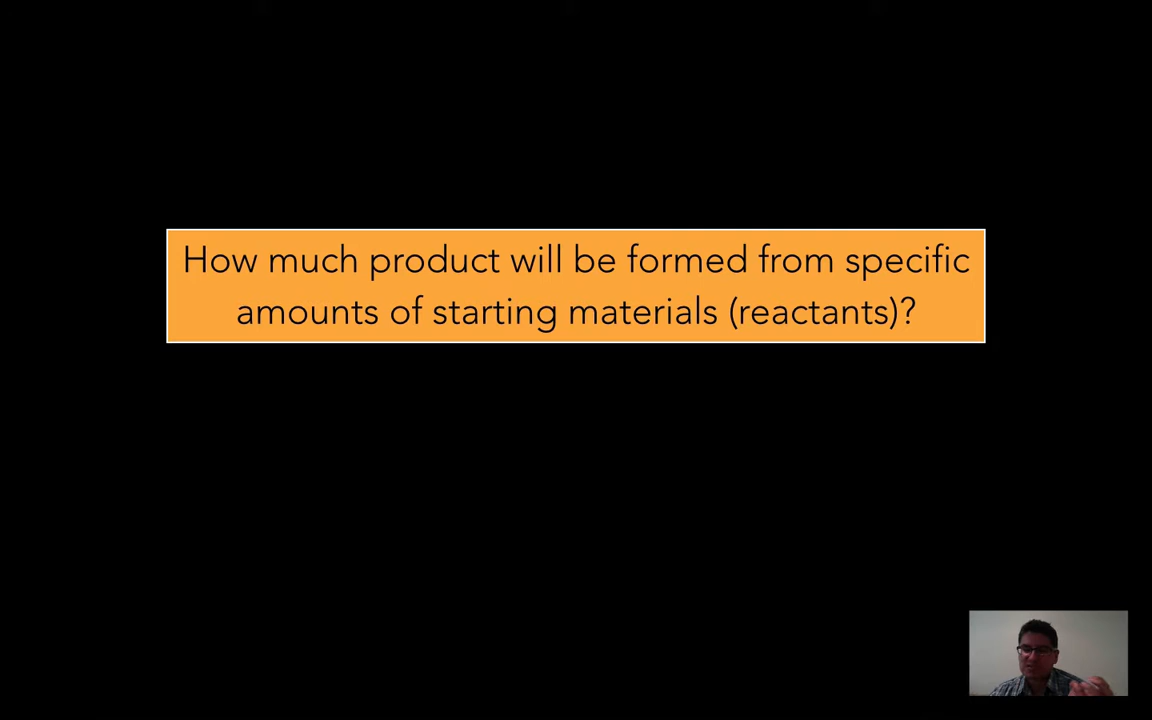 How much product will be formed from specific
amounts of starting materials (reactants)?